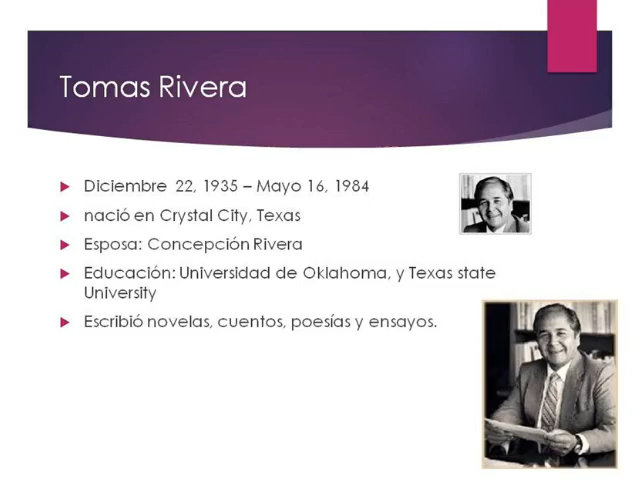 Tomas Rivera
Diciembre 22, 1935 – Mayo 16, 1984
nació en Crystal City, Texas
Esposa: Concepción Rivera
Educación: Universidad de Oklahoma, y Texas state
University
Escribió novelas, cuentos, poesías y ensayos.